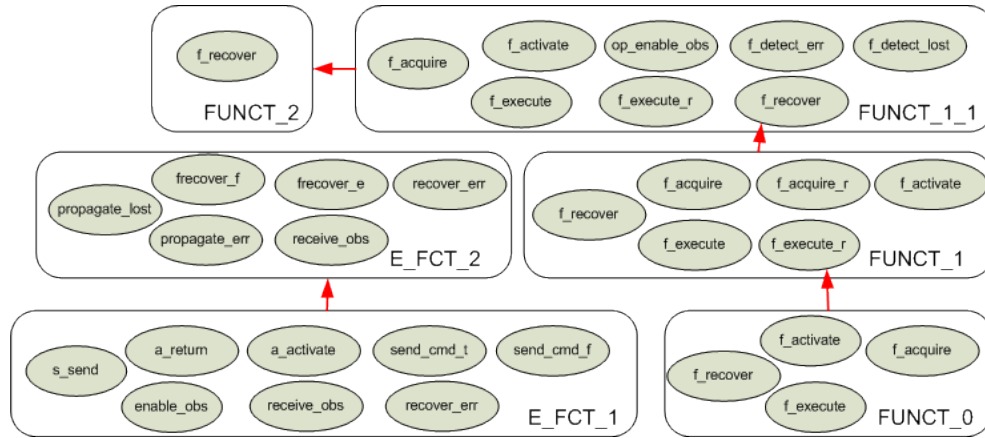 f_recover
FUNCT_2
f_acquire
f_activate
op_enable_obs
f_detect_err
f_detect_lost
f_execute
f_execute_r
f_recover
FUNCT_1_1
propagate_lost
frecover_f
frecover_e
recover_err
propagate_err
receive_obs
E_FCT_2
f_recover
f_acquire
f_acquire_r
f_activate
f_execute
f_execute_r
FUNCT_1
s_send
a_return
a_activate
send_cmd_t
send_cmd_f
enable_obs
receive_obs
recover_err
E_FCT_1
f_recover
f_activate
f_acquire
f_execute
FUNCT_0